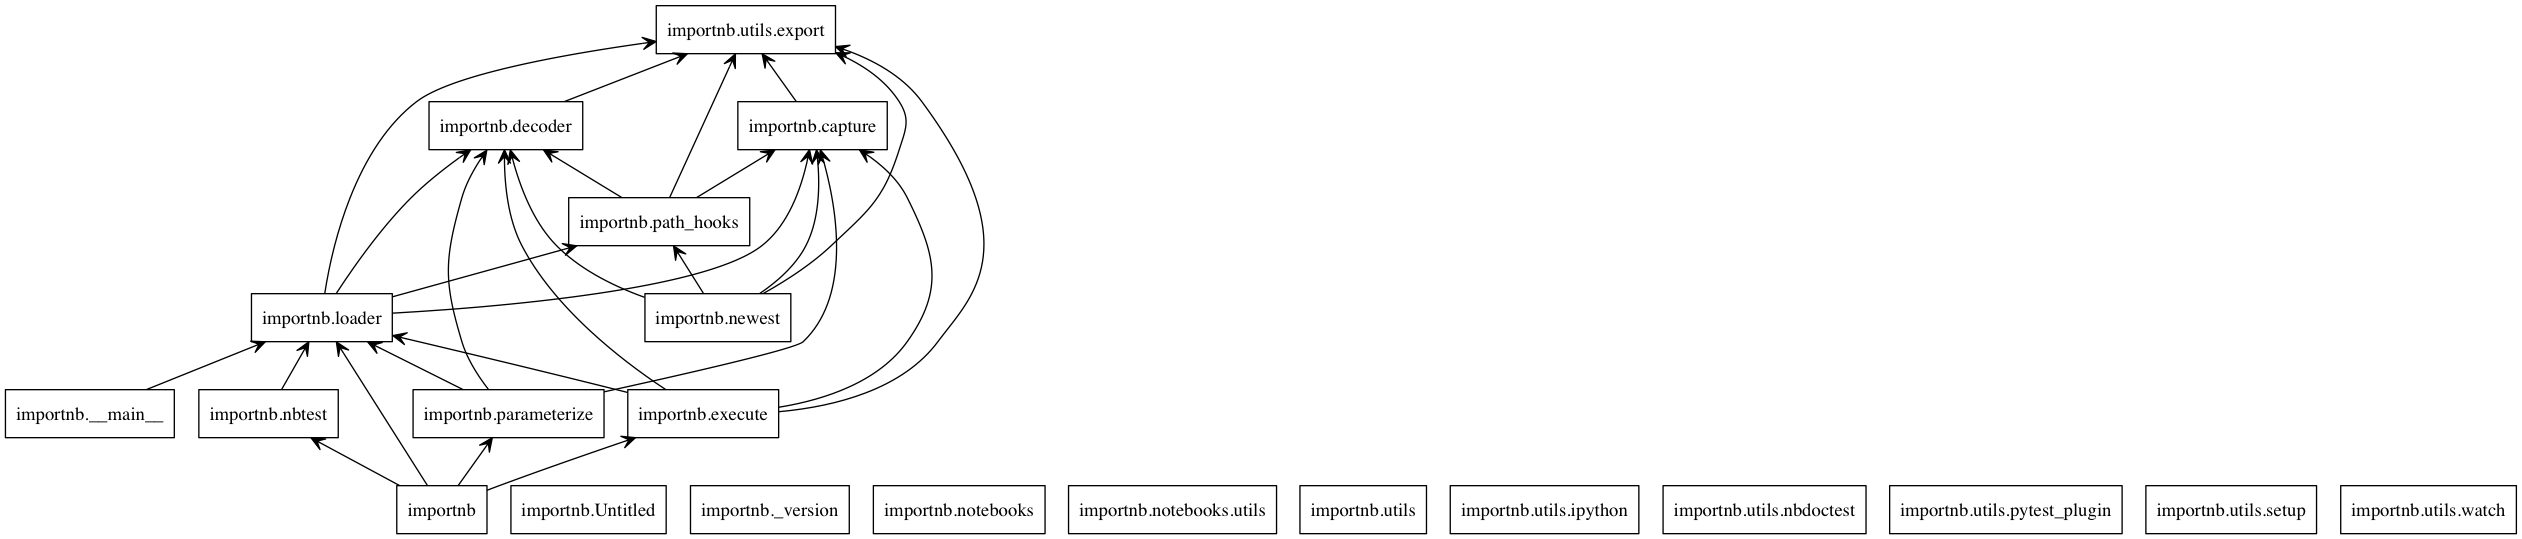 importnb.utils.export
importnb.decoder
importnb.capture
importnb.path_hooks
importnb.loader
importnb.newest
importnb.__main__
importnb.nbtest
importnb.parameterize
importnb.execute
importnb
importnb.Untitled
importnb._version
importnb.notebooks
importnb.notebooks.utils
importnb.utils
importnb.utils.ipython
importnb.utils.nbdoctest
importnb.utils.pytest_plugin
importnb.utils.setup
importnb.utils.watch